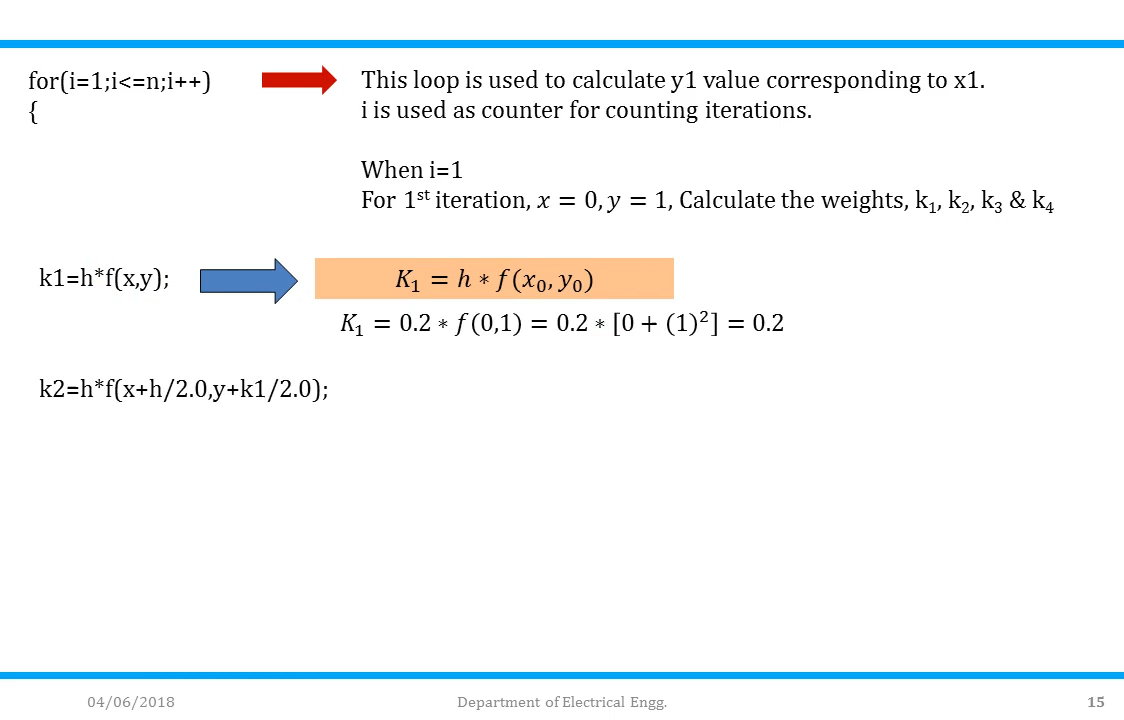 for(i=1;i<=n;i++)
{
This loop is used to calculate y1 value corresponding to x1.
i is used as counter for counting iterations.
When i=1
For 1st iteration, 𝑥 = 0, 𝑦 = 1, Calculate the weights, k₁, k₂, k₃ & k₄
k1=h*f(x,y);
𝐾₁ = ℎ ∗ 𝑓(𝑥₀, 𝑦₀)
𝐾₁ = 0.2 ∗ 𝑓(0,1) = 0.2 ∗ [0 + (1)²] = 0.2
k2=h*f(x+h/2.0,y+k1/2.0);
04/06/2018
Department of Electrical Engg.
15